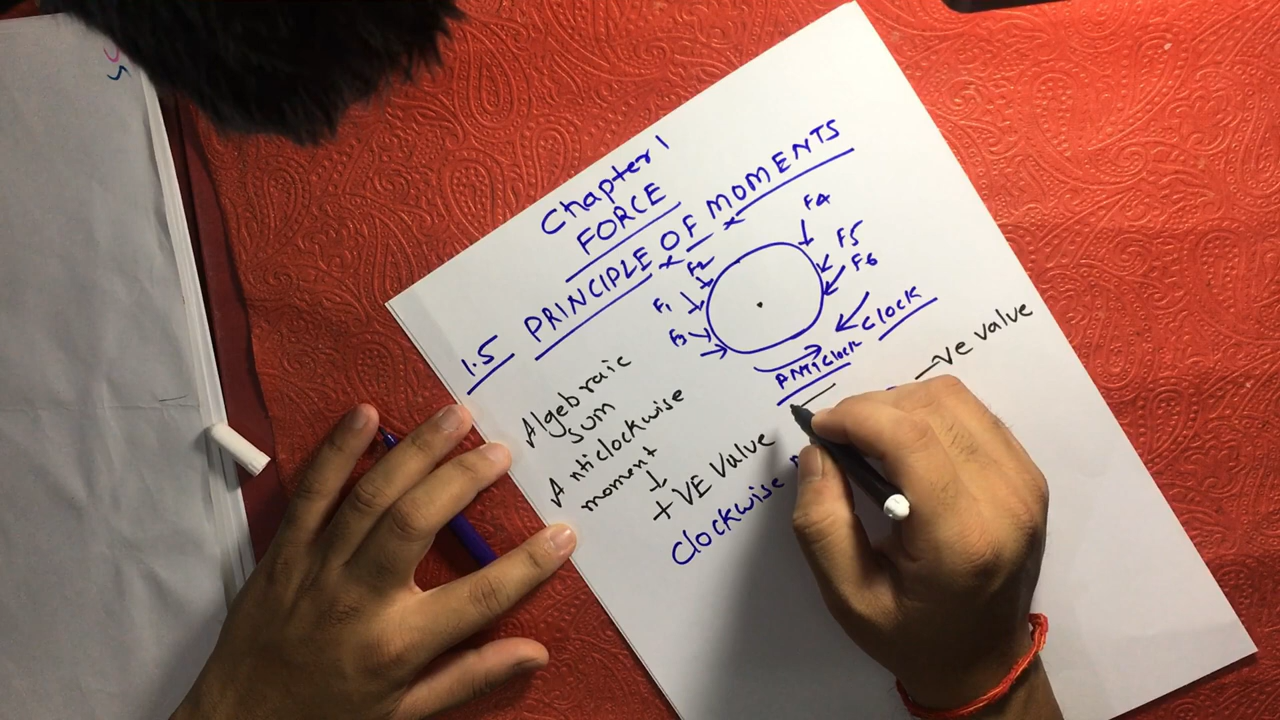 Chapter 1
FORCE
1.5 PRINCIPLE OF MOMENTS
F4
F5
F6
F2
F1
F3
CLOCK
ANTICLOCK
Algebraic
sum
Anticlockwise
moment
+VE Value
Clockwise
-ve value